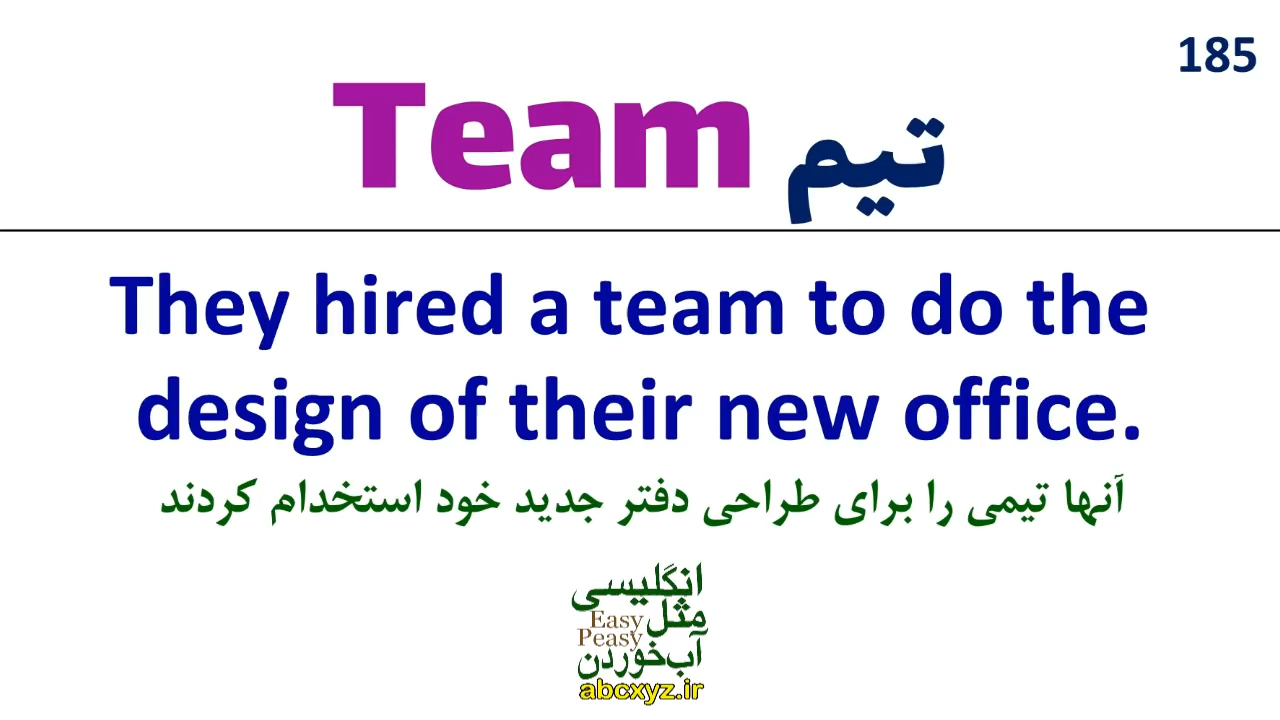 185
Team تیم
They hired a team to do the
design of their new office.
آنها تیمی را برای طراحی دفتر جدید خود استخدام کردند
انگلیسی
مثل Easy
Peasy
آب‌خوردن
abcxyz.ir